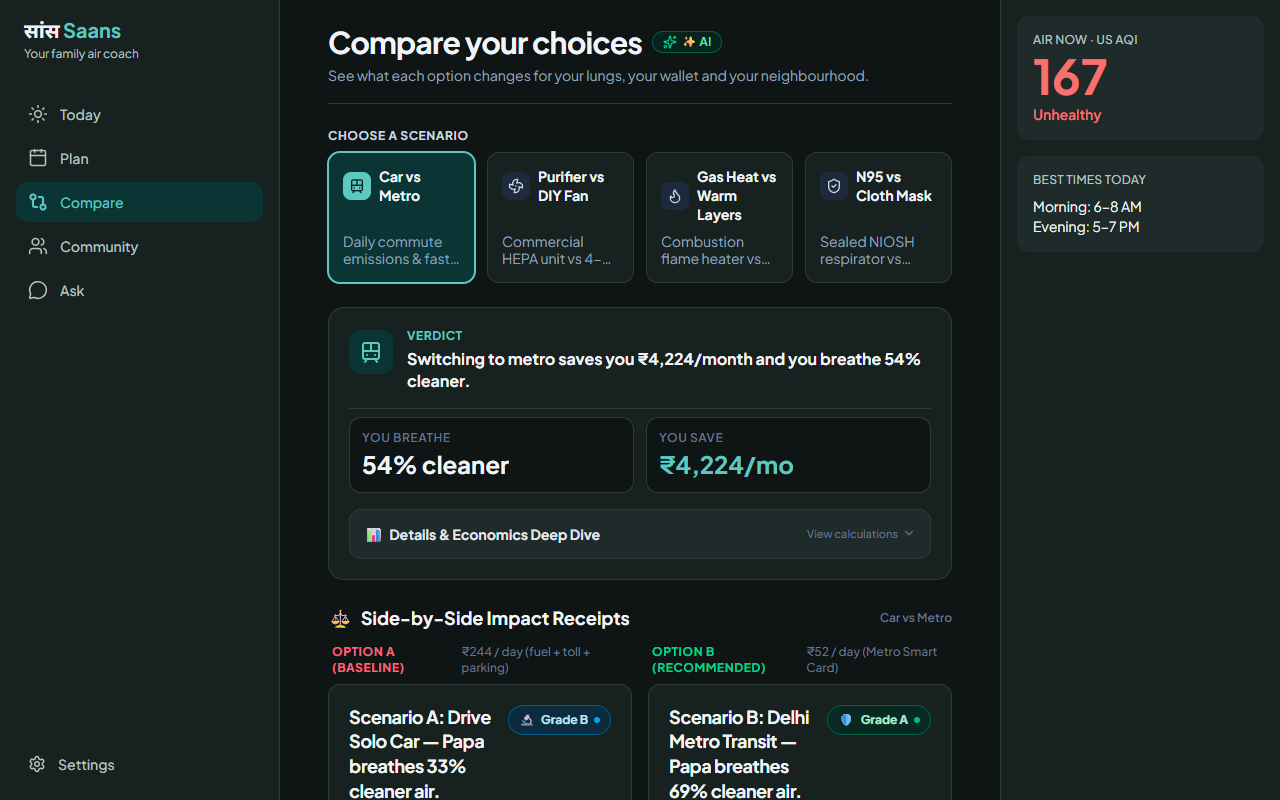 सांस Saans
Your family air coach
Today
Plan
Compare
Community
Ask
Settings
Compare your choices
✨ AI
See what each option changes for your lungs, your wallet and your neighbourhood.
CHOOSE A SCENARIO
Car vs
Metro
Daily commute
emissions & fast...
Purifier vs
DIY Fan
Commercial
HEPA unit vs 4–...
Gas Heat vs
Warm
Layers
Combustion
flame heater vs...
N95 vs
Cloth Mask
Sealed NIOSH
respirator vs...
VERDICT
Switching to metro saves you ₹4,224/month and you breathe 54%
cleaner.
YOU BREATHE
54% cleaner
YOU SAVE
₹4,224/mo
📊 Details & Economics Deep Dive
View calculations
⚖️ Side-by-Side Impact Receipts
Car vs Metro
OPTION A
(BASELINE)
₹244 / day (fuel + toll +
parking)
OPTION B
(RECOMMENDED)
₹52 / day (Metro Smart
Card)
Scenario A: Drive
Solo Car — Papa
breathes 33%
cleaner air.
🔬 Grade B
Scenario B: Delhi
Metro Transit —
Papa breathes
69% cleaner air.
🛡️ Grade A
AIR NOW · US AQI
167
Unhealthy
BEST TIMES TODAY
Morning: 6–8 AM
Evening: 5–7 PM